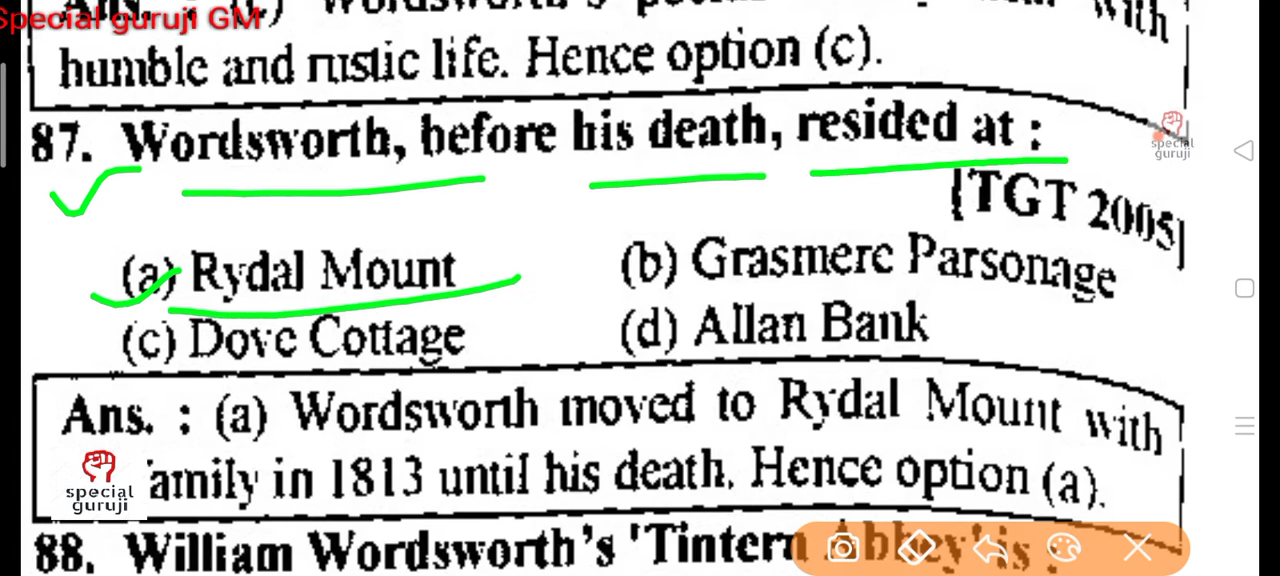 Special guruji GM
humble and rustic life. Hence option (c).
87. Wordsworth, before his death, resided at :
special
guruji
[TGT 2005]
(a) Rydal Mount
(b) Grasmere Parsonage
(c) Dove Cottage
(d) Allan Bank
Ans. : (a) Wordsworth moved to Rydal Mount with
amily in 1813 until his death. Hence option (a).
special
guruji
88. William Wordsworth's 'Tintern Abbey' is :